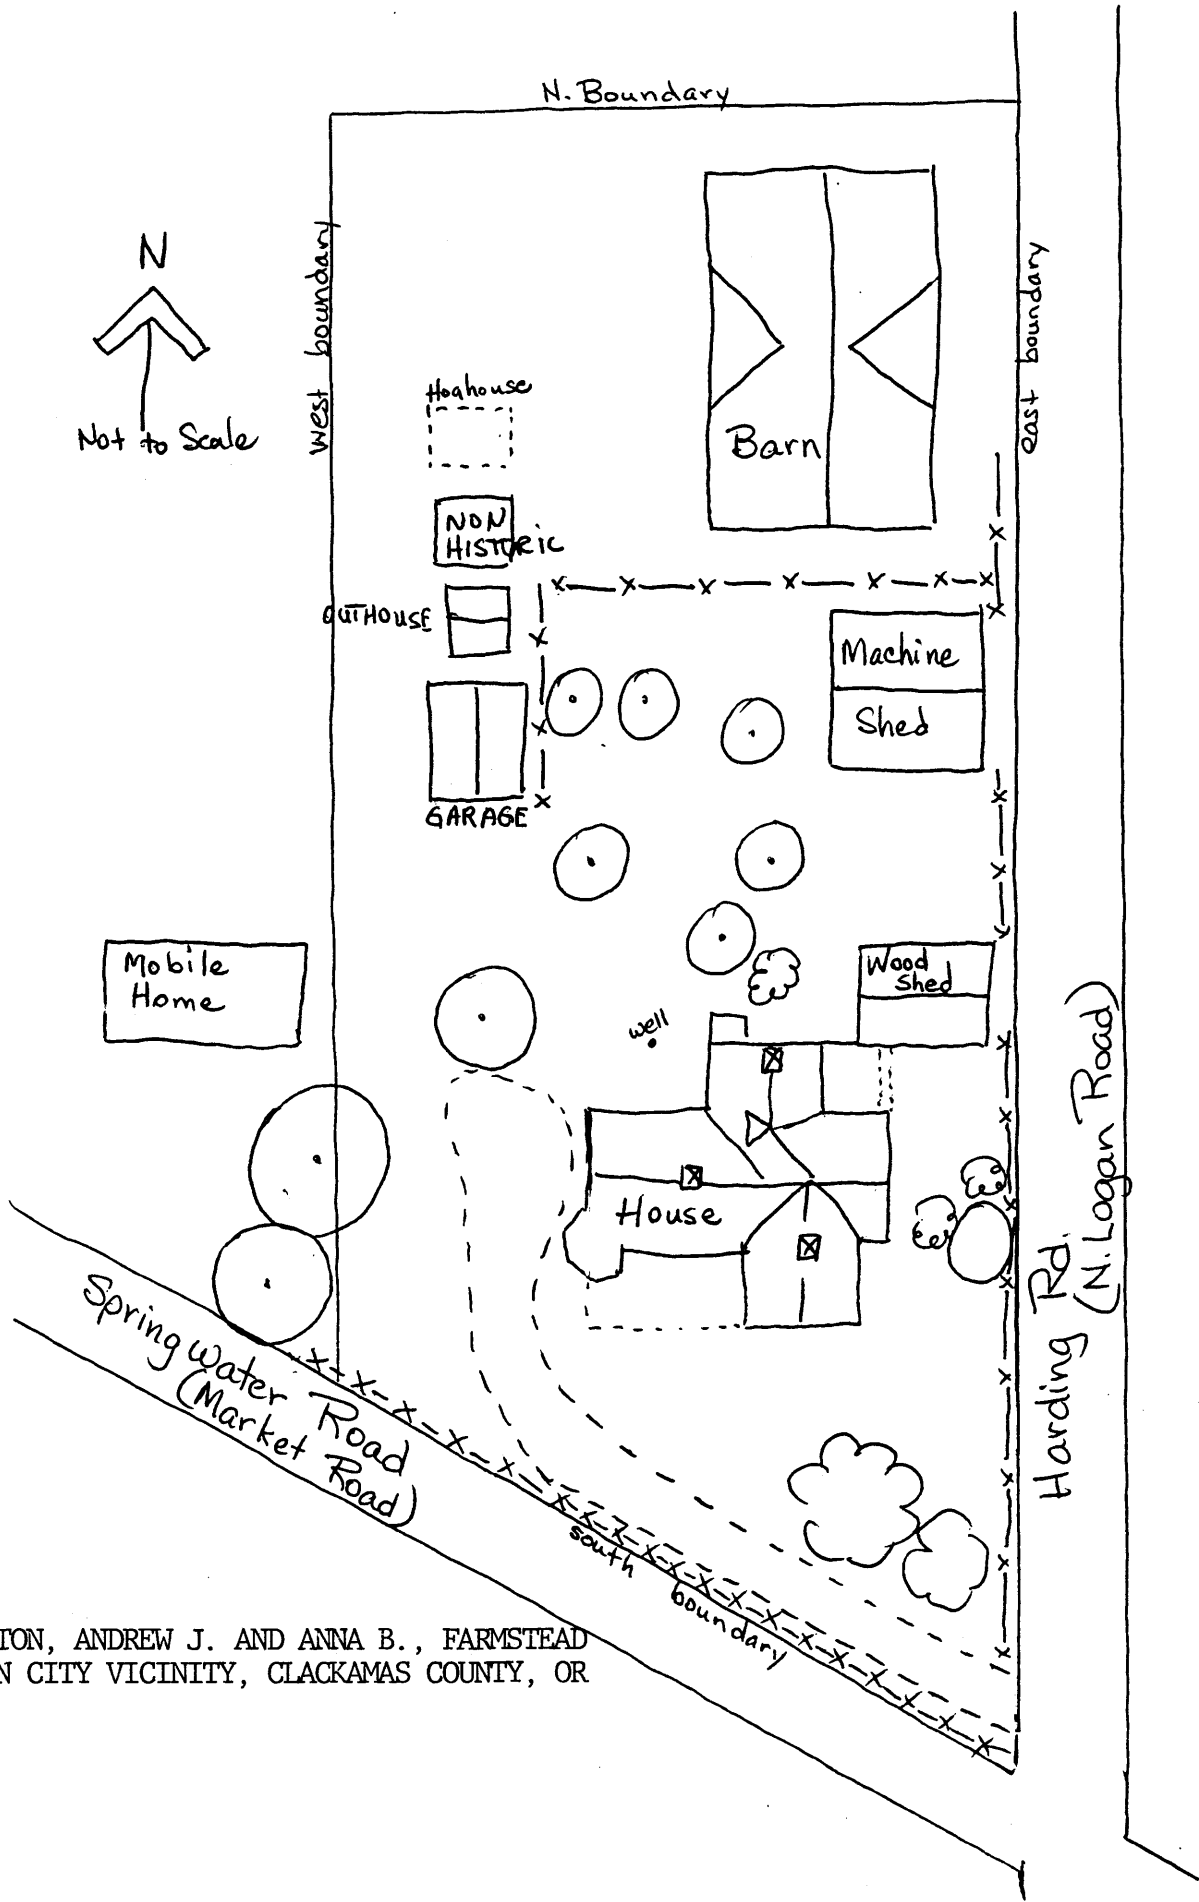 N. Boundary
N
Not to Scale
west boundary
east boundary
Hoghouse
Barn
NON
HISTORIC
OUTHOUSE
Machine
Shed
GARAGE
Mobile
Home
Wood
Shed
well
House
Harding Rd.
(N. Logan Road)
Springwater Road
(Market Road)
south boundary
TON, ANDREW J. AND ANNA B., FARMSTEAD
N CITY VICINITY, CLACKAMAS COUNTY, OR